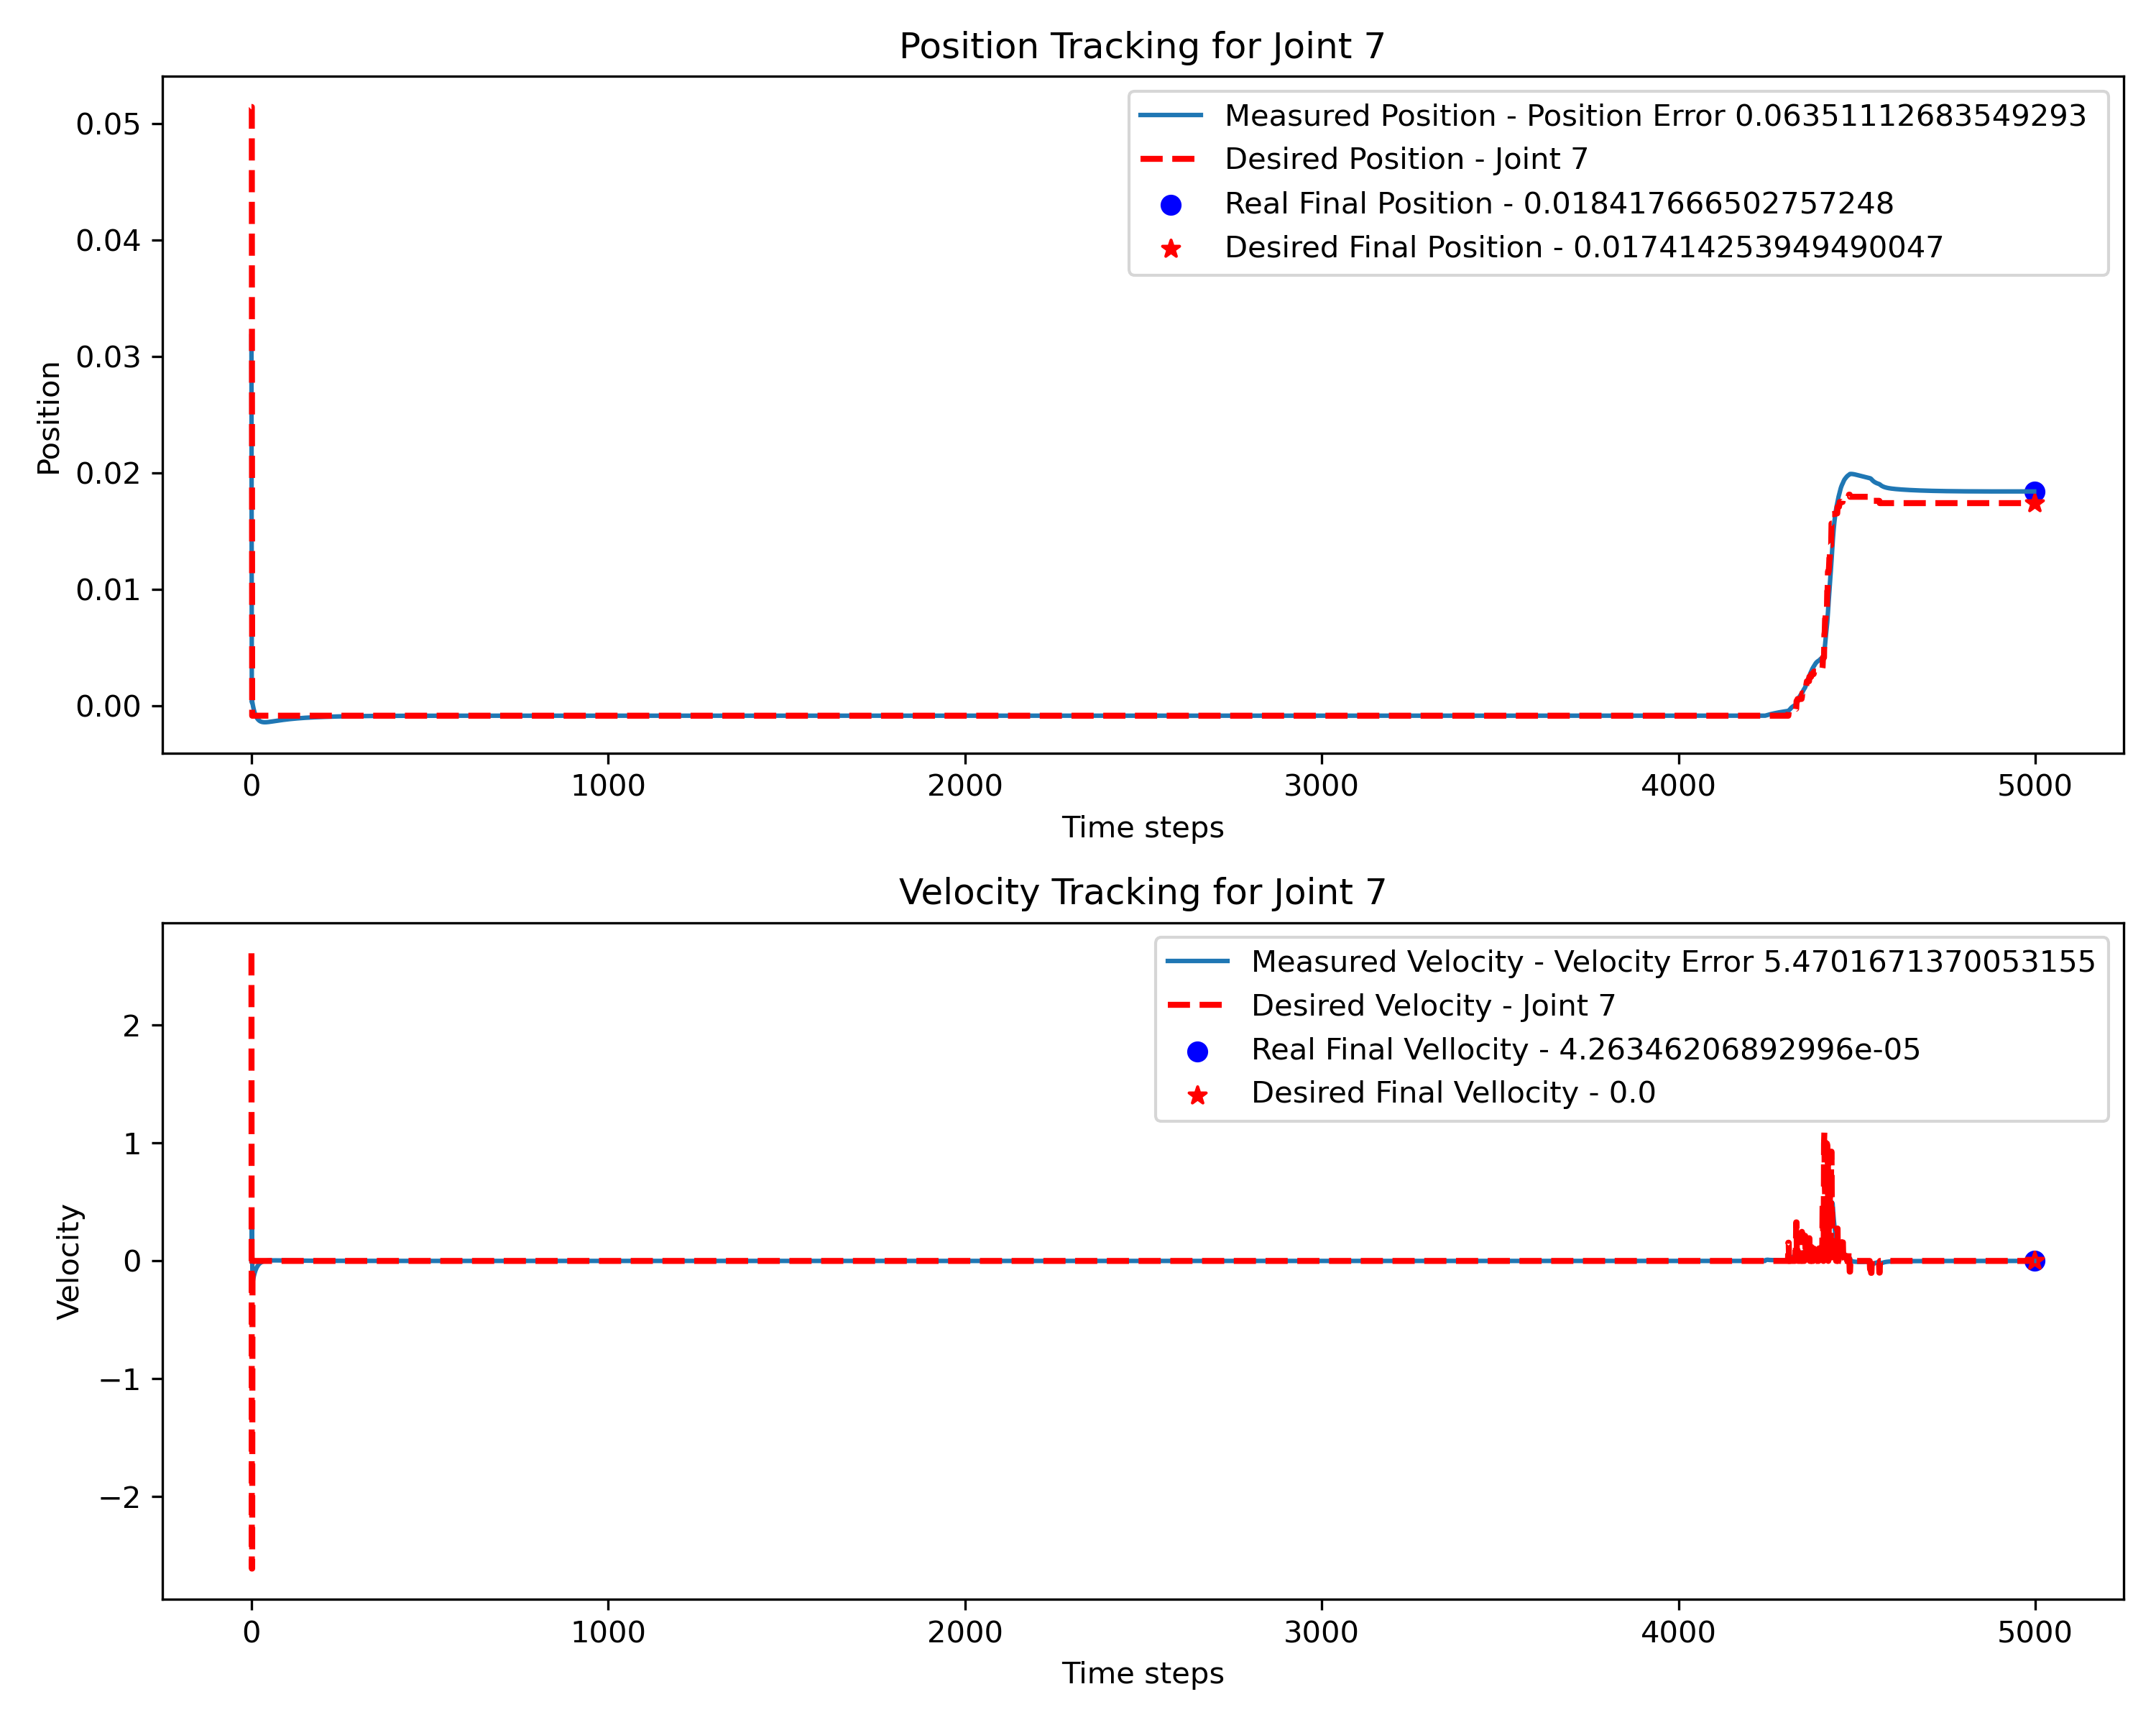 Position Tracking for Joint 7
Measured Position - Position Error 0.06351112683549293
Desired Position - Joint 7
Real Final Position - 0.018417666502757248
Desired Final Position - 0.017414253949490047
0.05
0.04
0.03
0.02
0.01
0.00
Position
0 1000 2000 3000 4000 5000
Time steps
Velocity Tracking for Joint 7
Measured Velocity - Velocity Error 5.4701671370053155
Desired Velocity - Joint 7
Real Final Vellocity - 4.26346206892996e-05
Desired Final Vellocity - 0.0
2
1
0
−1
−2
Velocity
0 1000 2000 3000 4000 5000
Time steps